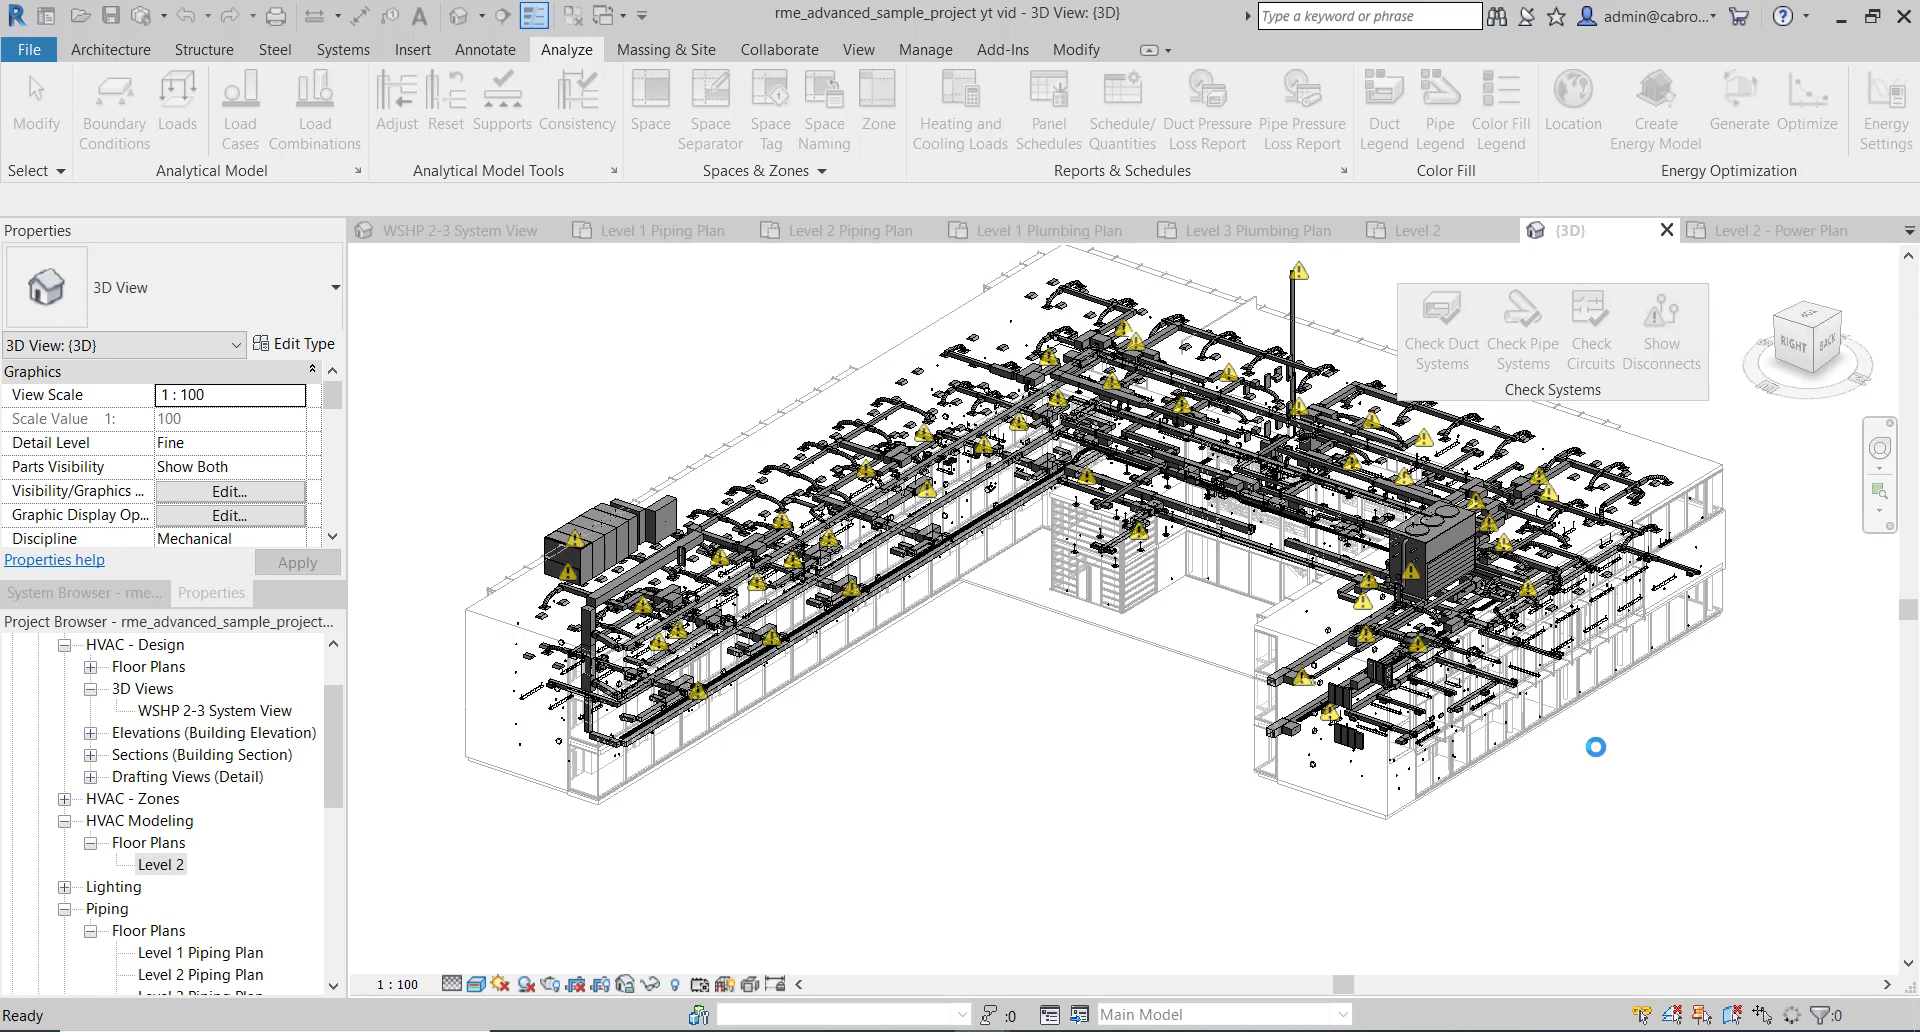 rme_advanced_sample_project yt vid - 3D View: {3D}
Type a keyword or phrase
admin@cabro...
File Architecture Structure Steel Systems Insert Annotate Analyze Massing & Site Collaborate View Manage Add-Ins Modify
Modify
Boundary
Conditions
Loads
Load
Cases
Load
Combinations
Adjust
Reset
Supports
Consistency
Space
Space
Separator
Space
Tag
Space
Naming
Zone
Heating and
Cooling Loads
Panel
Schedules
Schedule/
Quantities
Duct Pressure
Loss Report
Pipe Pressure
Loss Report
Duct
Legend
Pipe
Legend
Color Fill
Legend
Location
Create
Energy Model
Generate
Optimize
Energy
Settings
Select
Analytical Model
Analytical Model Tools
Spaces & Zones
Reports & Schedules
Color Fill
Energy Optimization
Properties
WSHP 2-3 System View
Level 1 Piping Plan
Level 2 Piping Plan
Level 1 Plumbing Plan
Level 3 Plumbing Plan
Level 2
{3D}
Level 2 - Power Plan
3D View
3D View: {3D}
Edit Type
Graphics
View Scale 1 : 100
Scale Value 1: 100
Detail Level Fine
Parts Visibility Show Both
Visibility/Graphics ... Edit...
Graphic Display Op... Edit...
Discipline Mechanical
Properties help
Apply
System Browser - rme...
Properties
Project Browser - rme_advanced_sample_project...
HVAC - Design
Floor Plans
3D Views
WSHP 2-3 System View
Elevations (Building Elevation)
Sections (Building Section)
Drafting Views (Detail)
HVAC - Zones
HVAC Modeling
Floor Plans
Level 2
Lighting
Piping
Floor Plans
Level 1 Piping Plan
Level 2 Piping Plan
Check Duct
Systems
Check Pipe
Systems
Check
Circuits
Show
Disconnects
Check Systems
RIGHT
BACK
1 : 100
Ready
:0
Main Model
:0